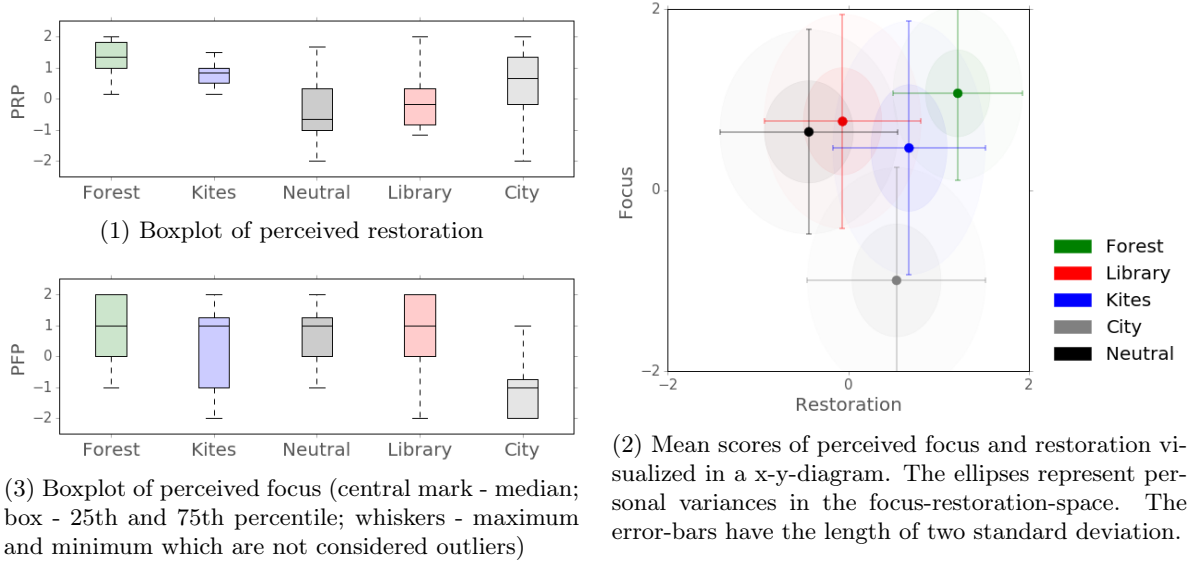 2
1
0
−1
−2
PRP
Forest
Kites
Neutral
Library
City
(1) Boxplot of perceived restoration
2
1
0
−1
−2
PFP
Forest
Kites
Neutral
Library
City
(3) Boxplot of perceived focus (central mark - median;
box - 25th and 75th percentile; whiskers - maximum
and minimum which are not considered outliers)
2
0
−2
Focus
−2
0
2
Restoration
Forest
Library
Kites
City
Neutral
(2) Mean scores of perceived focus and restoration vi-
sualized in a x-y-diagram. The ellipses represent per-
sonal variances in the focus-restoration-space. The
error-bars have the length of two standard deviation.